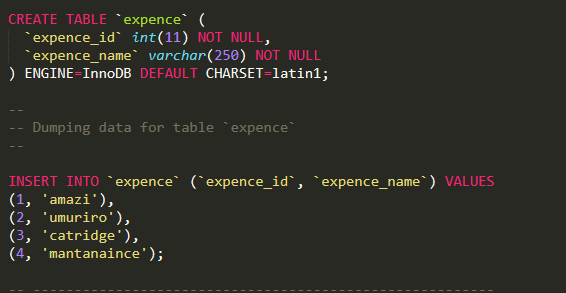 CREATE TABLE `expence` (
  `expence_id` int(11) NOT NULL,
  `expence_name` varchar(250) NOT NULL
) ENGINE=InnoDB DEFAULT CHARSET=latin1;
--
-- Dumping data for table `expence`
--
INSERT INTO `expence` (`expence_id`, `expence_name`) VALUES
(1, 'amazi'),
(2, 'umuriro'),
(3, 'catridge'),
(4, 'mantanaince');
-- --------------------------------------------------------